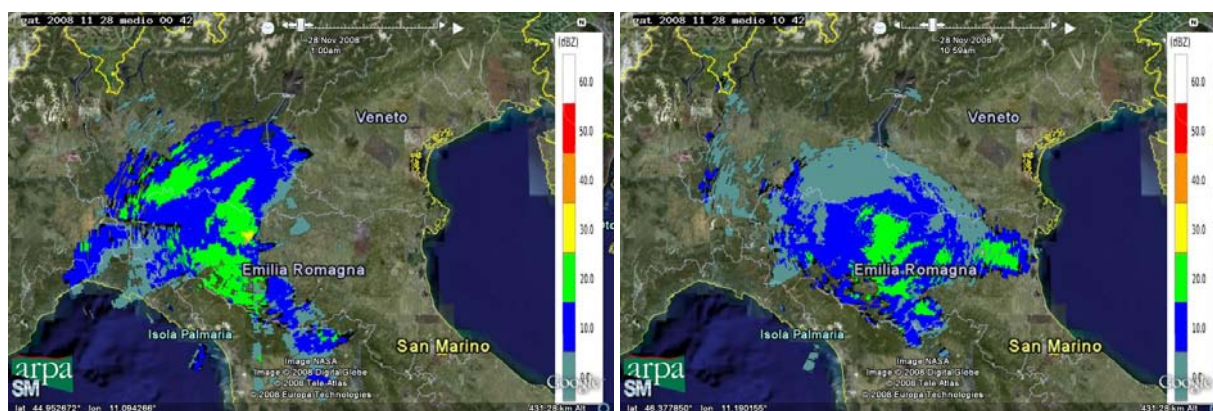 gat 2008 11 28 medio 00 42
N
28 Nov 2008
1:00am
(dBZ)
60.0
50.0
40.0
30.0
20.0
10.0
0.0
Veneto
Emilia Romagna
Isola Palmaria
San Marino
Image NASA
Image © 2008 Digital Globe
© 2008 Tele Atlas
© 2008 Europa Technologies
arpa
SM
Google
lat 44.952672° lon 11.094266°
431.28 km Alt
gat 2008 11 28 medio 10 42
N
28 Nov 2008
10:59am
(dBZ)
60.0
50.0
40.0
30.0
20.0
10.0
0.0
Veneto
Emilia Romagna
Isola Palmaria
San Marino
Image NASA
Image © 2008 Digital Globe
© 2008 Tele Atlas
© 2008 Europa Technologies
arpa
SM
Google
lat 46.377850° lon 11.190155°
431.28 km Alt